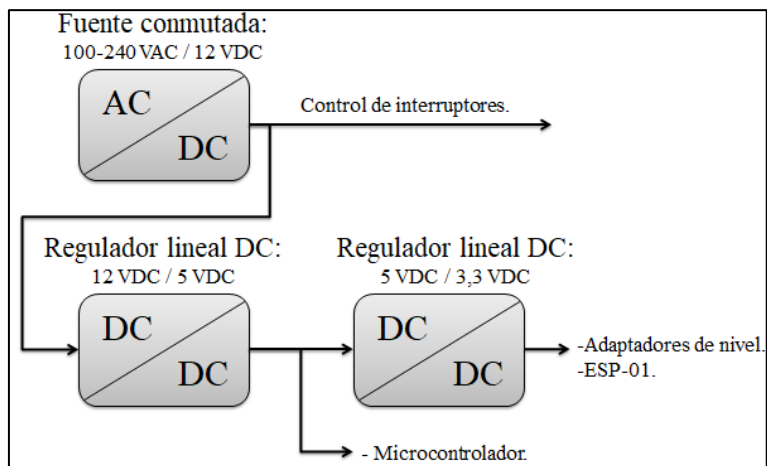 Fuente conmutada:
100-240 VAC / 12 VDC
AC
DC
Control de interruptores.
Regulador lineal DC:
12 VDC / 5 VDC
DC
DC
Regulador lineal DC:
5 VDC / 3,3 VDC
DC
DC
-Adaptadores de nivel.
-ESP-01.
- Microcontrolador.